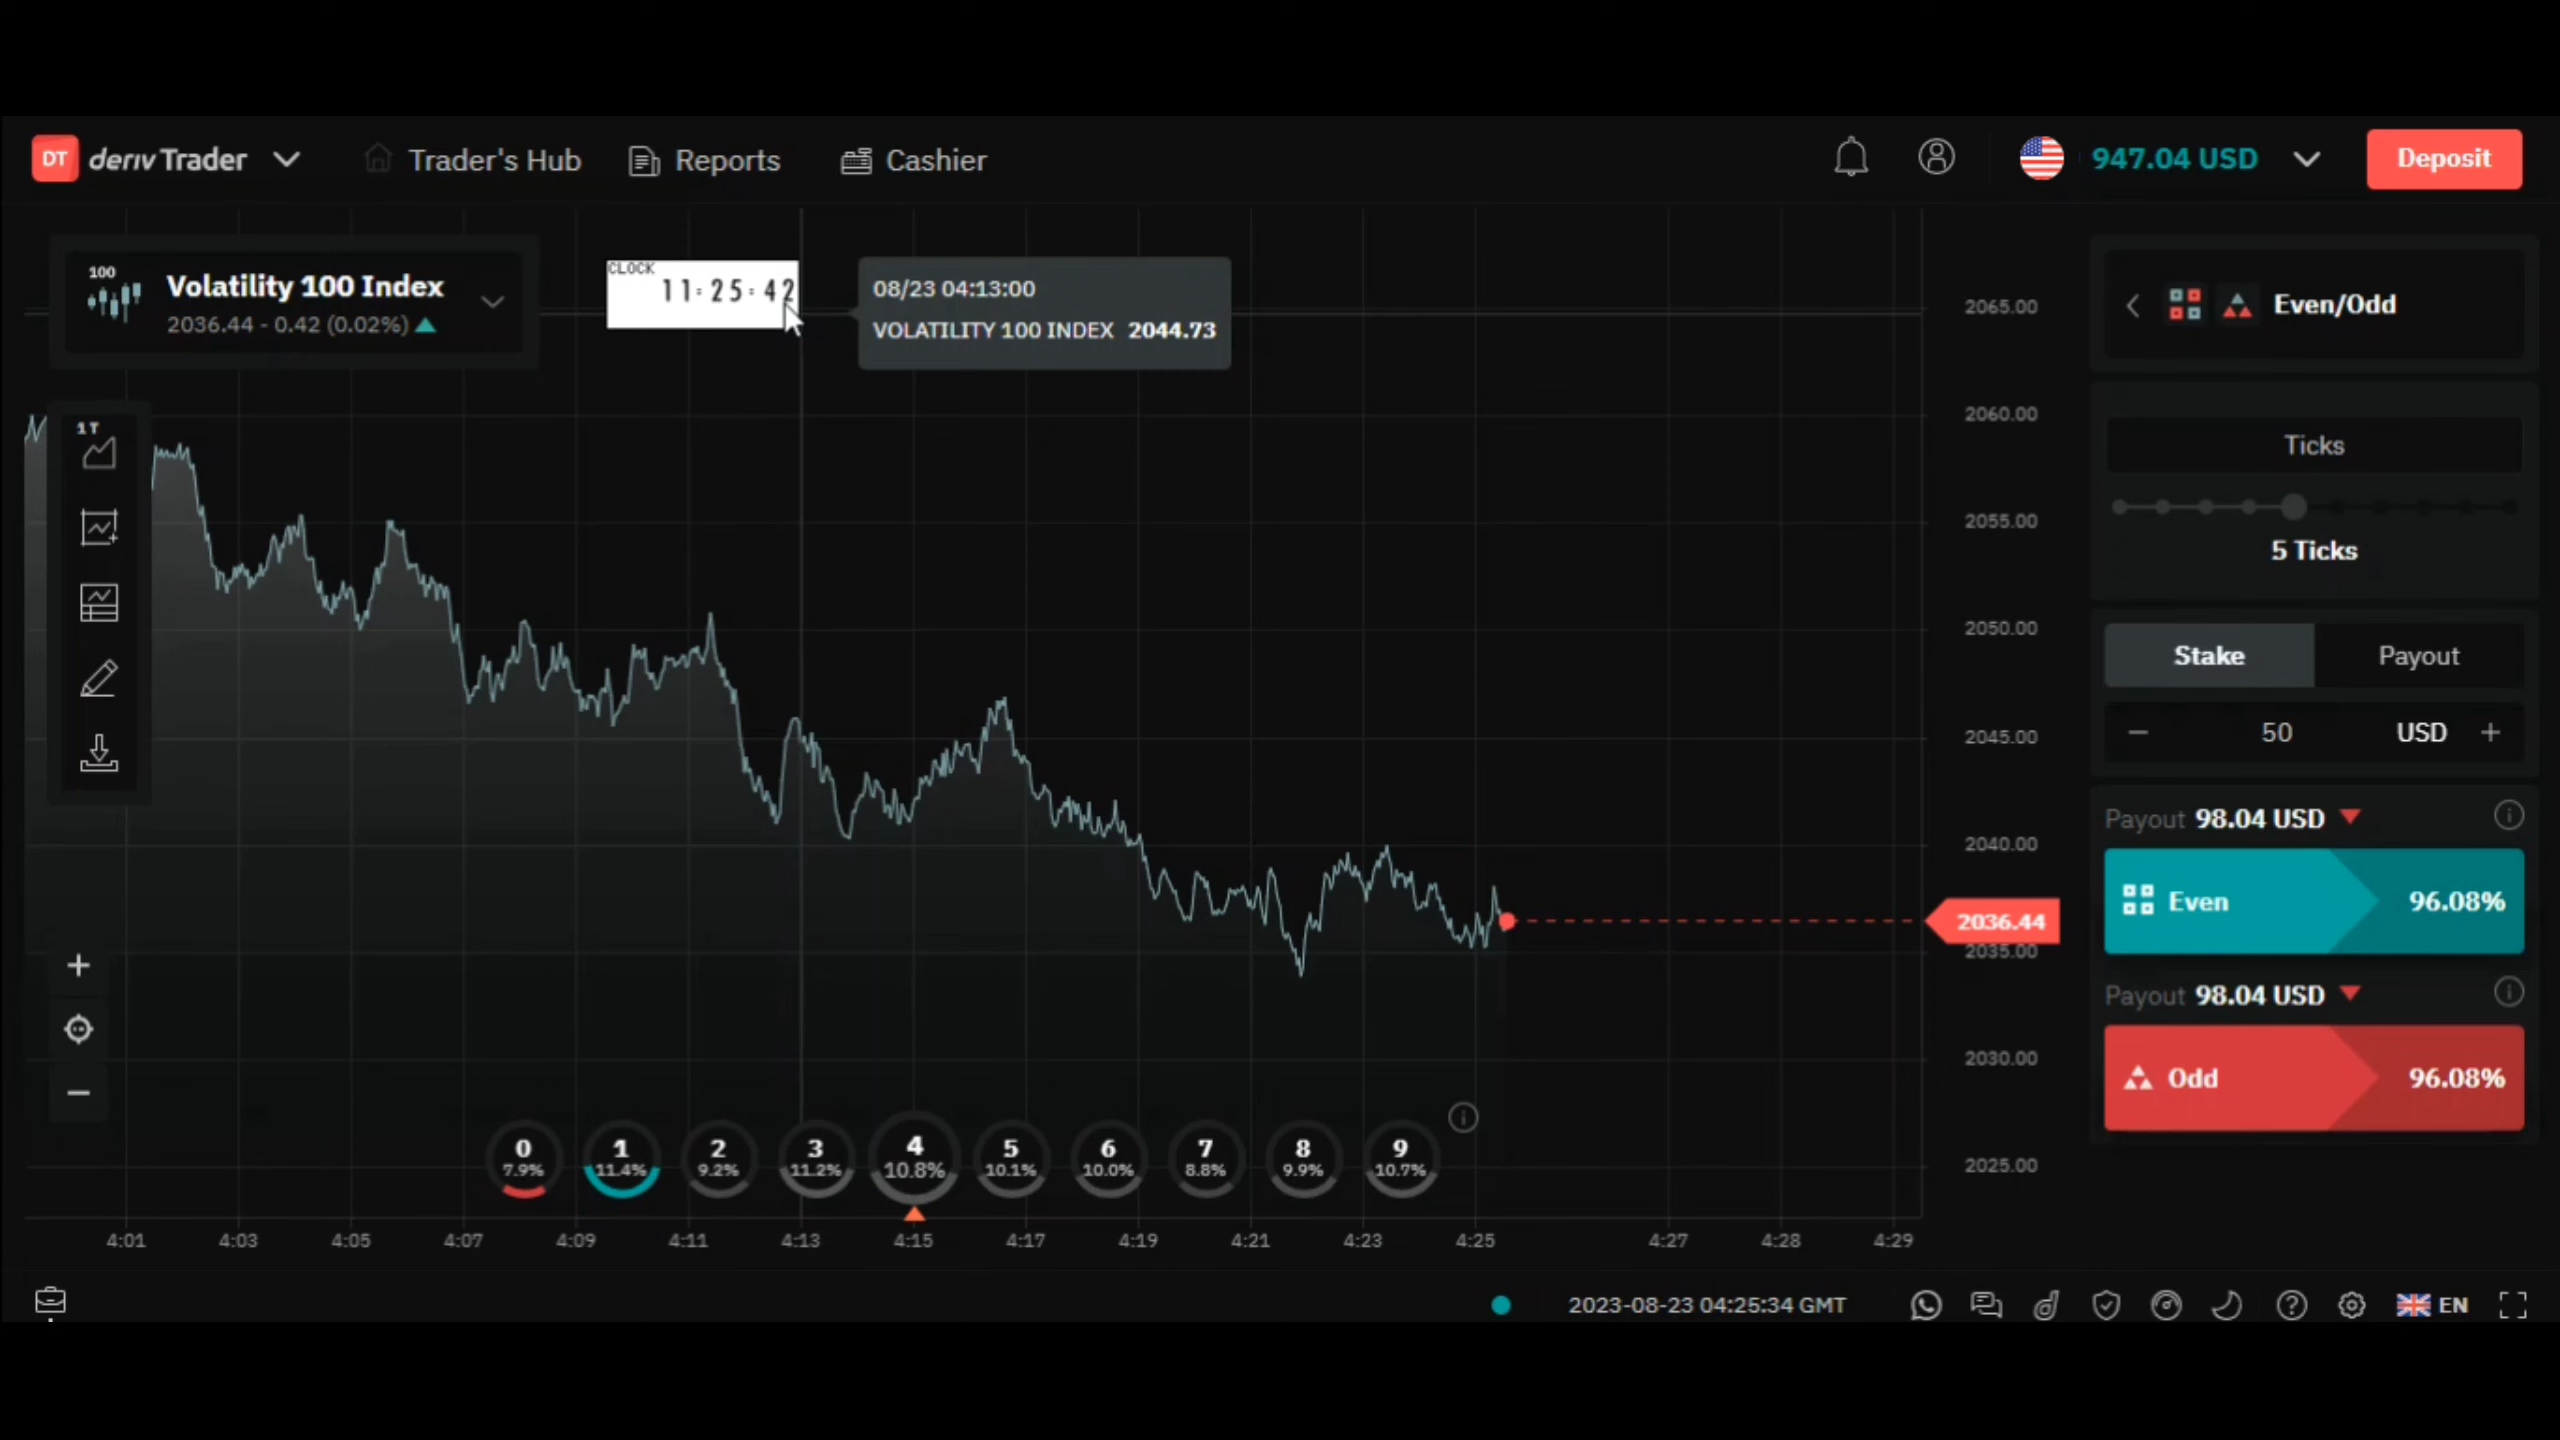 DT deriv Trader Trader's Hub Reports Cashier 947.04 USD Deposit
100
Volatility 100 Index
2036.44 - 0.42 (0.02%)
CLOCK
11:25:42
08/23 04:13:00
VOLATILITY 100 INDEX 2044.73
Even/Odd
1T
Ticks
5 Ticks
Stake Payout
50 USD
Payout 98.04 USD
Even 96.08%
Payout 98.04 USD
Odd 96.08%
2065.00
2060.00
2055.00
2050.00
2045.00
2040.00
2036.44
2035.00
2030.00
2025.00
0 1 2 3 4 5 6 7 8 9
7.9% 11.4% 9.2% 11.2% 10.8% 10.1% 10.0% 8.8% 9.9% 10.7%
4:01 4:03 4:05 4:07 4:09 4:11 4:13 4:15 4:17 4:19 4:21 4:23 4:25 4:27 4:28 4:29
2023-08-23 04:25:34 GMT EN